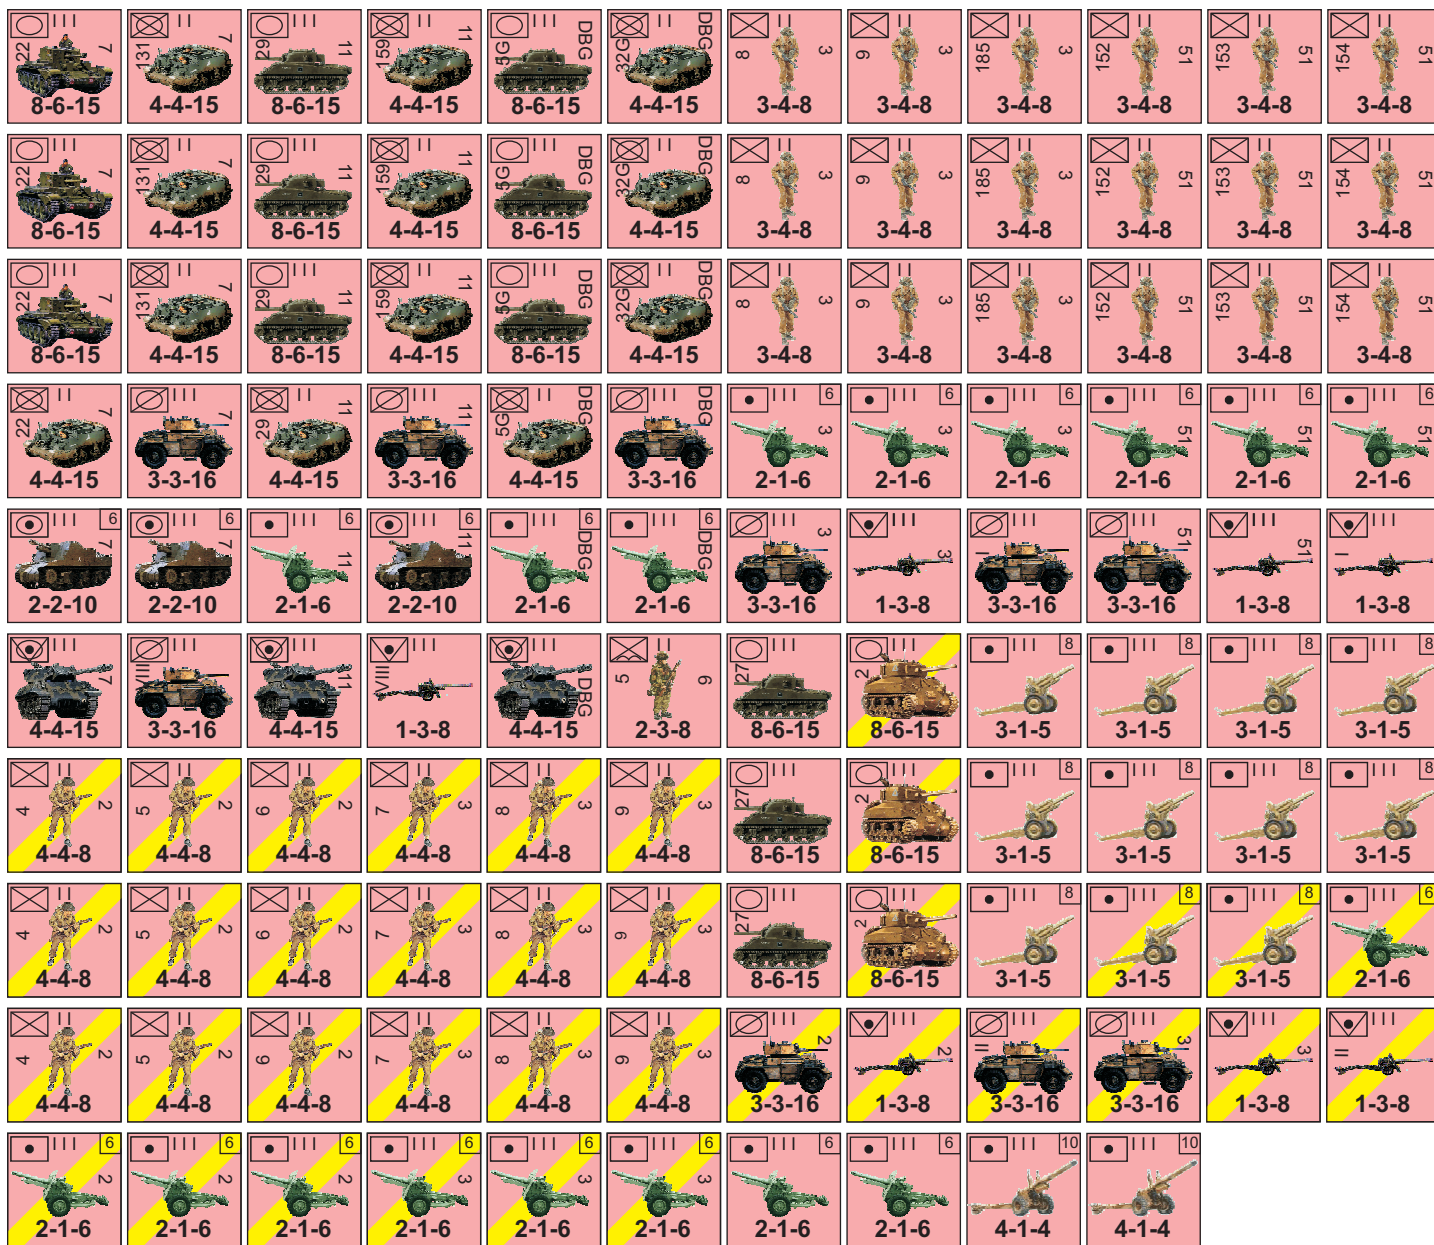 22 III 7 131 II 7 29 III 11 159 II 11 5G III DBG 32G II DBG 8 II 3 9 II 3 185 II 3 152 II 51 153 II 51 154 II 51
8-6-15 4-4-15 8-6-15 4-4-15 8-6-15 4-4-15 3-4-8 3-4-8 3-4-8 3-4-8 3-4-8 3-4-8
22 III 7 131 II 7 29 III 11 159 II 11 5G III DBG 32G II DBG 8 II 3 9 II 3 185 II 3 152 II 51 153 II 51 154 II 51
8-6-15 4-4-15 8-6-15 4-4-15 8-6-15 4-4-15 3-4-8 3-4-8 3-4-8 3-4-8 3-4-8 3-4-8
22 III 7 131 II 7 29 III 11 159 II 11 5G III DBG 32G II DBG 8 II 3 9 II 3 185 II 3 152 II 51 153 II 51 154 II 51
8-6-15 4-4-15 8-6-15 4-4-15 8-6-15 4-4-15 3-4-8 3-4-8 3-4-8 3-4-8 3-4-8 3-4-8
22 II 7 III 7 29 II 11 III 11 5G II DBG III DBG III 6 3 III 6 3 III 6 3 III 6 51 III 6 51 III 6 51
4-4-15 3-3-16 4-4-15 3-3-16 4-4-15 3-3-16 2-1-6 2-1-6 2-1-6 2-1-6 2-1-6 2-1-6
III 6 7 III 6 7 III 6 11 III 6 11 III 6 DBG III 6 DBG III 3 III 3 I III III 51 III 51 III I
2-2-10 2-2-10 2-1-6 2-2-10 2-1-6 2-1-6 3-3-16 1-3-8 3-3-16 3-3-16 1-3-8 1-3-8
III 7 VIII III III 11 VIII III III DBG 5 II 6 27 III 2 III III 8 III 8 III 8 III 8
4-4-15 3-3-16 4-4-15 1-3-8 4-4-15 2-3-8 8-6-15 8-6-15 3-1-5 3-1-5 3-1-5 3-1-5
4 II 2 5 II 2 6 II 2 7 II 3 8 II 3 9 II 3 27 III 2 III III 8 III 8 III 8 III 8
4-4-8 4-4-8 4-4-8 4-4-8 4-4-8 4-4-8 8-6-15 8-6-15 3-1-5 3-1-5 3-1-5 3-1-5
4 II 2 5 II 2 6 II 2 7 II 3 8 II 3 9 II 3 27 III 2 III III 8 III 8 III 8 III 6
4-4-8 4-4-8 4-4-8 4-4-8 4-4-8 4-4-8 8-6-15 8-6-15 3-1-5 3-1-5 3-1-5 2-1-6
4 II 2 5 II 2 6 II 2 7 II 3 8 II 3 9 II 3 III 2 III 2 II III III 3 III 3 II III
4-4-8 4-4-8 4-4-8 4-4-8 4-4-8 4-4-8 3-3-16 1-3-8 3-3-16 3-3-16 1-3-8 1-3-8
III 6 2 III 6 2 III 6 2 III 6 3 III 6 3 III 6 3 III 6 III 6 III 10 III 10
2-1-6 2-1-6 2-1-6 2-1-6 2-1-6 2-1-6 2-1-6 2-1-6 4-1-4 4-1-4